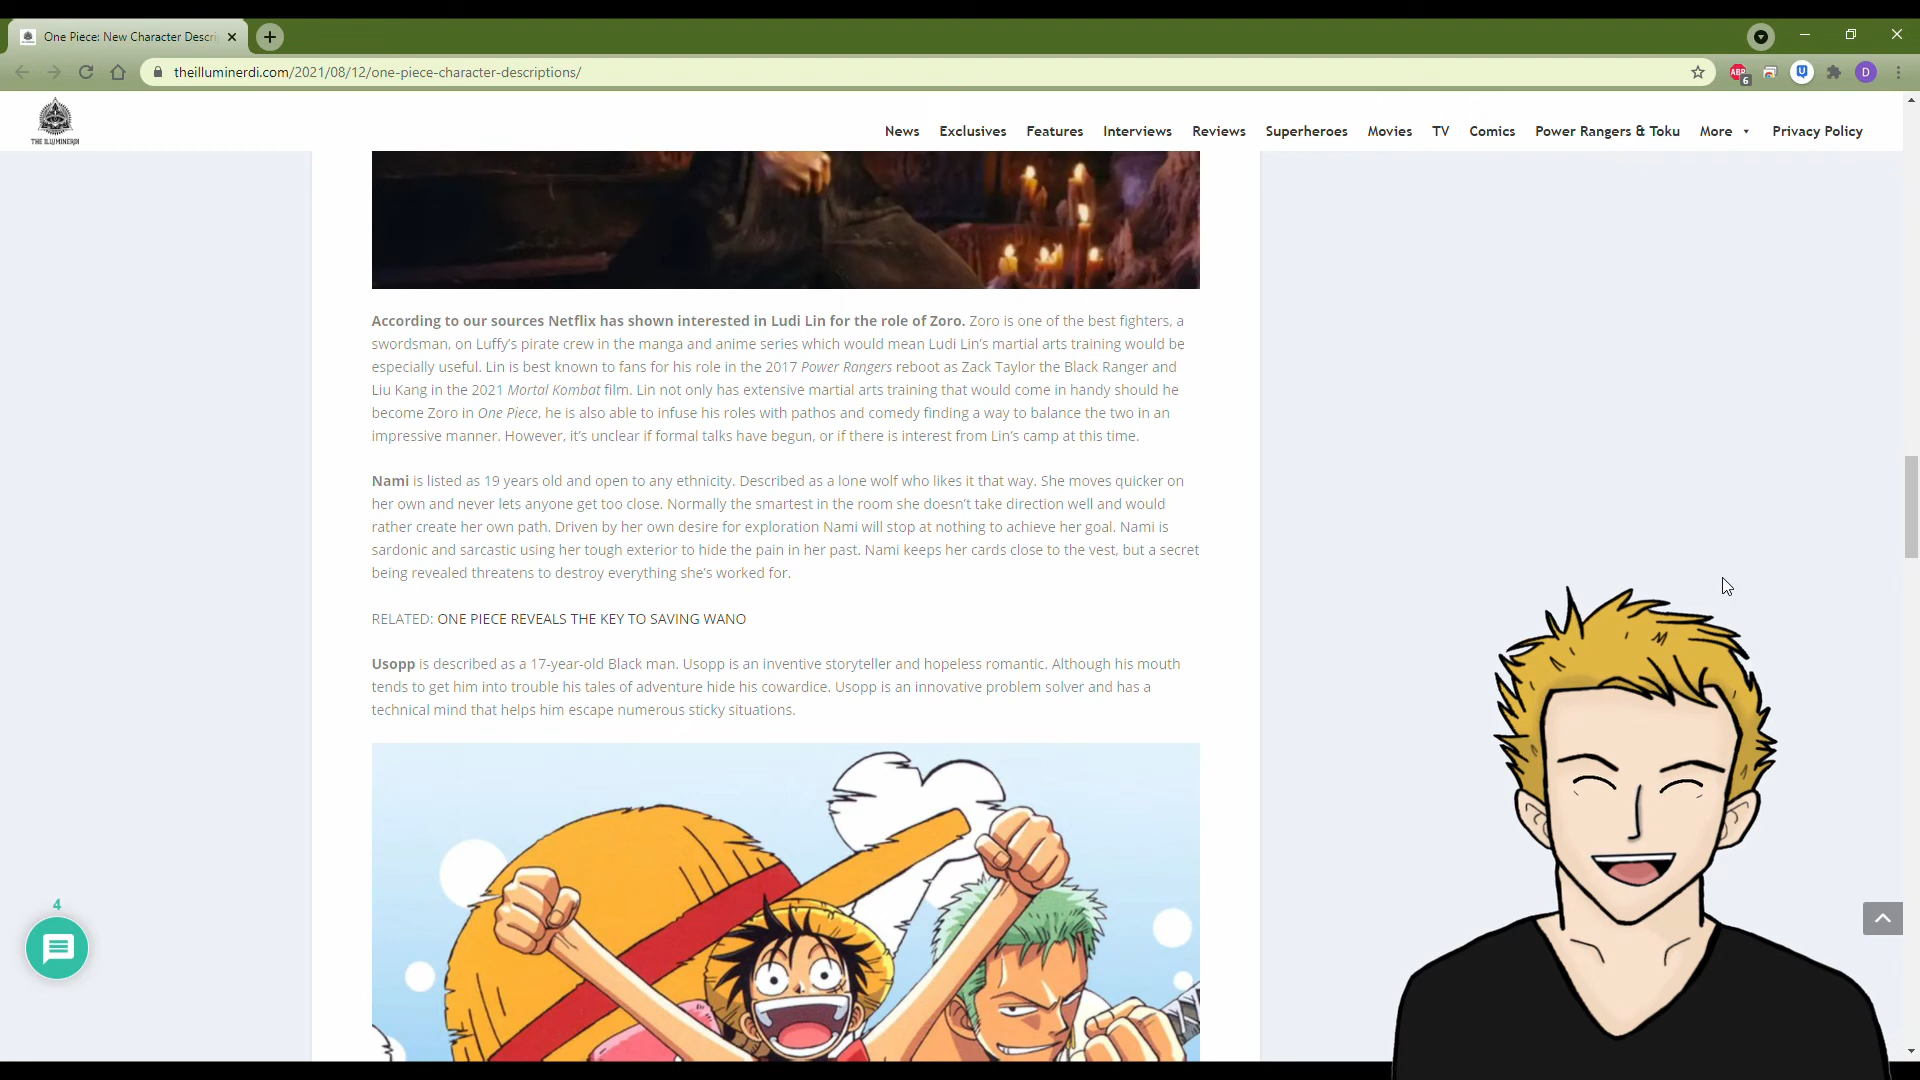 One Piece: New Character Descri
theilluminerdi.com/2021/08/12/one-piece-character-descriptions/
ABP
6
D
THE ILLUMINERDI
News Exclusives Features Interviews Reviews Superheroes Movies TV Comics Power Rangers & Toku More Privacy Policy
According to our sources Netflix has shown interested in Ludi Lin for the role of Zoro. Zoro is one of the best fighters, a
swordsman, on Luffy's pirate crew in the manga and anime series which would mean Ludi Lin's martial arts training would be
especially useful. Lin is best known to fans for his role in the 2017 Power Rangers reboot as Zack Taylor the Black Ranger and
Liu Kang in the 2021 Mortal Kombat film. Lin not only has extensive martial arts training that would come in handy should he
become Zoro in One Piece, he is also able to infuse his roles with pathos and comedy finding a way to balance the two in an
impressive manner. However, it's unclear if formal talks have begun, or if there is interest from Lin's camp at this time.
Nami is listed as 19 years old and open to any ethnicity. Described as a lone wolf who likes it that way. She moves quicker on
her own and never lets anyone get too close. Normally the smartest in the room she doesn't take direction well and would
rather create her own path. Driven by her own desire for exploration Nami will stop at nothing to achieve her goal. Nami is
sardonic and sarcastic using her tough exterior to hide the pain in her past. Nami keeps her cards close to the vest, but a secret
being revealed threatens to destroy everything she's worked for.
RELATED: ONE PIECE REVEALS THE KEY TO SAVING WANO
Usopp is described as a 17-year-old Black man. Usopp is an inventive storyteller and hopeless romantic. Although his mouth
tends to get him into trouble his tales of adventure hide his cowardice. Usopp is an innovative problem solver and has a
technical mind that helps him escape numerous sticky situations.
4